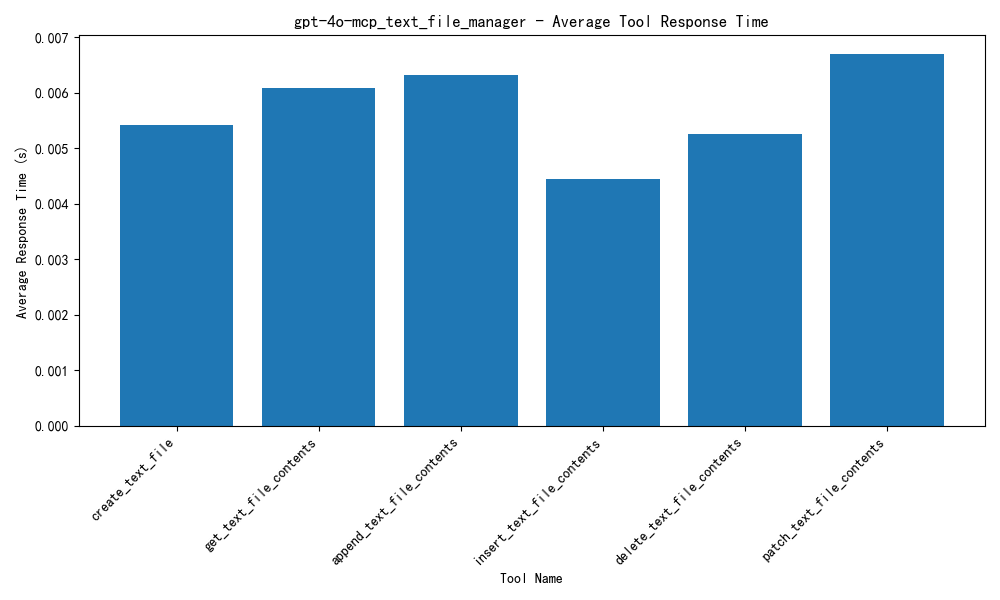 gpt-4o-mcp_text_file_manager - Average Tool Response Time
0.007
0.006
0.005
0.004
0.003
0.002
0.001
0.000
Average Response Time (s)
create_text_file
get_text_file_contents
append_text_file_contents
insert_text_file_contents
delete_text_file_contents
patch_text_file_contents
Tool Name